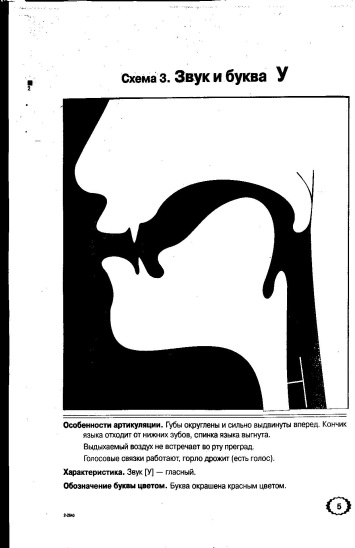 Схема 3. Звук и буква У
Особенности артикуляции. Губы округлены и сильно выдвинуты вперед. Кончик
языка отходит от нижних зубов, спинка языка выгнута.
Выдыхаемый воздух не встречает во рту преград.
Голосовые связки работают, горло дрожит (есть голос).
Характеристика. Звук [У] — гласный.
Обозначение буквы цветом. Буква окрашена красным цветом.
5